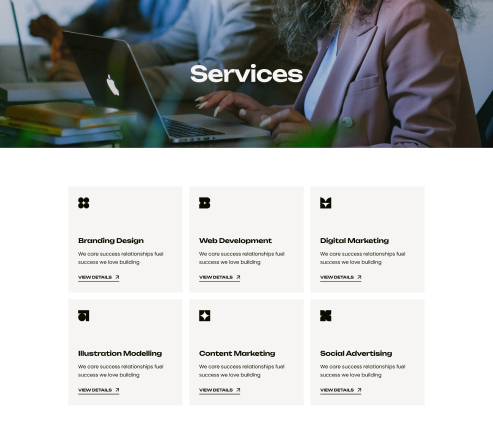 Services
Branding Design
We care success relationships fuel
success we love building
VIEW DETAILS
Web Development
We care success relationships fuel
success we love building
VIEW DETAILS
Digital Marketing
We care success relationships fuel
success we love building
VIEW DETAILS
Illustration Modelling
We care success relationships fuel
success we love building
VIEW DETAILS
Content Marketing
We care success relationships fuel
success we love building
VIEW DETAILS
Social Advertising
We care success relationships fuel
success we love building
VIEW DETAILS